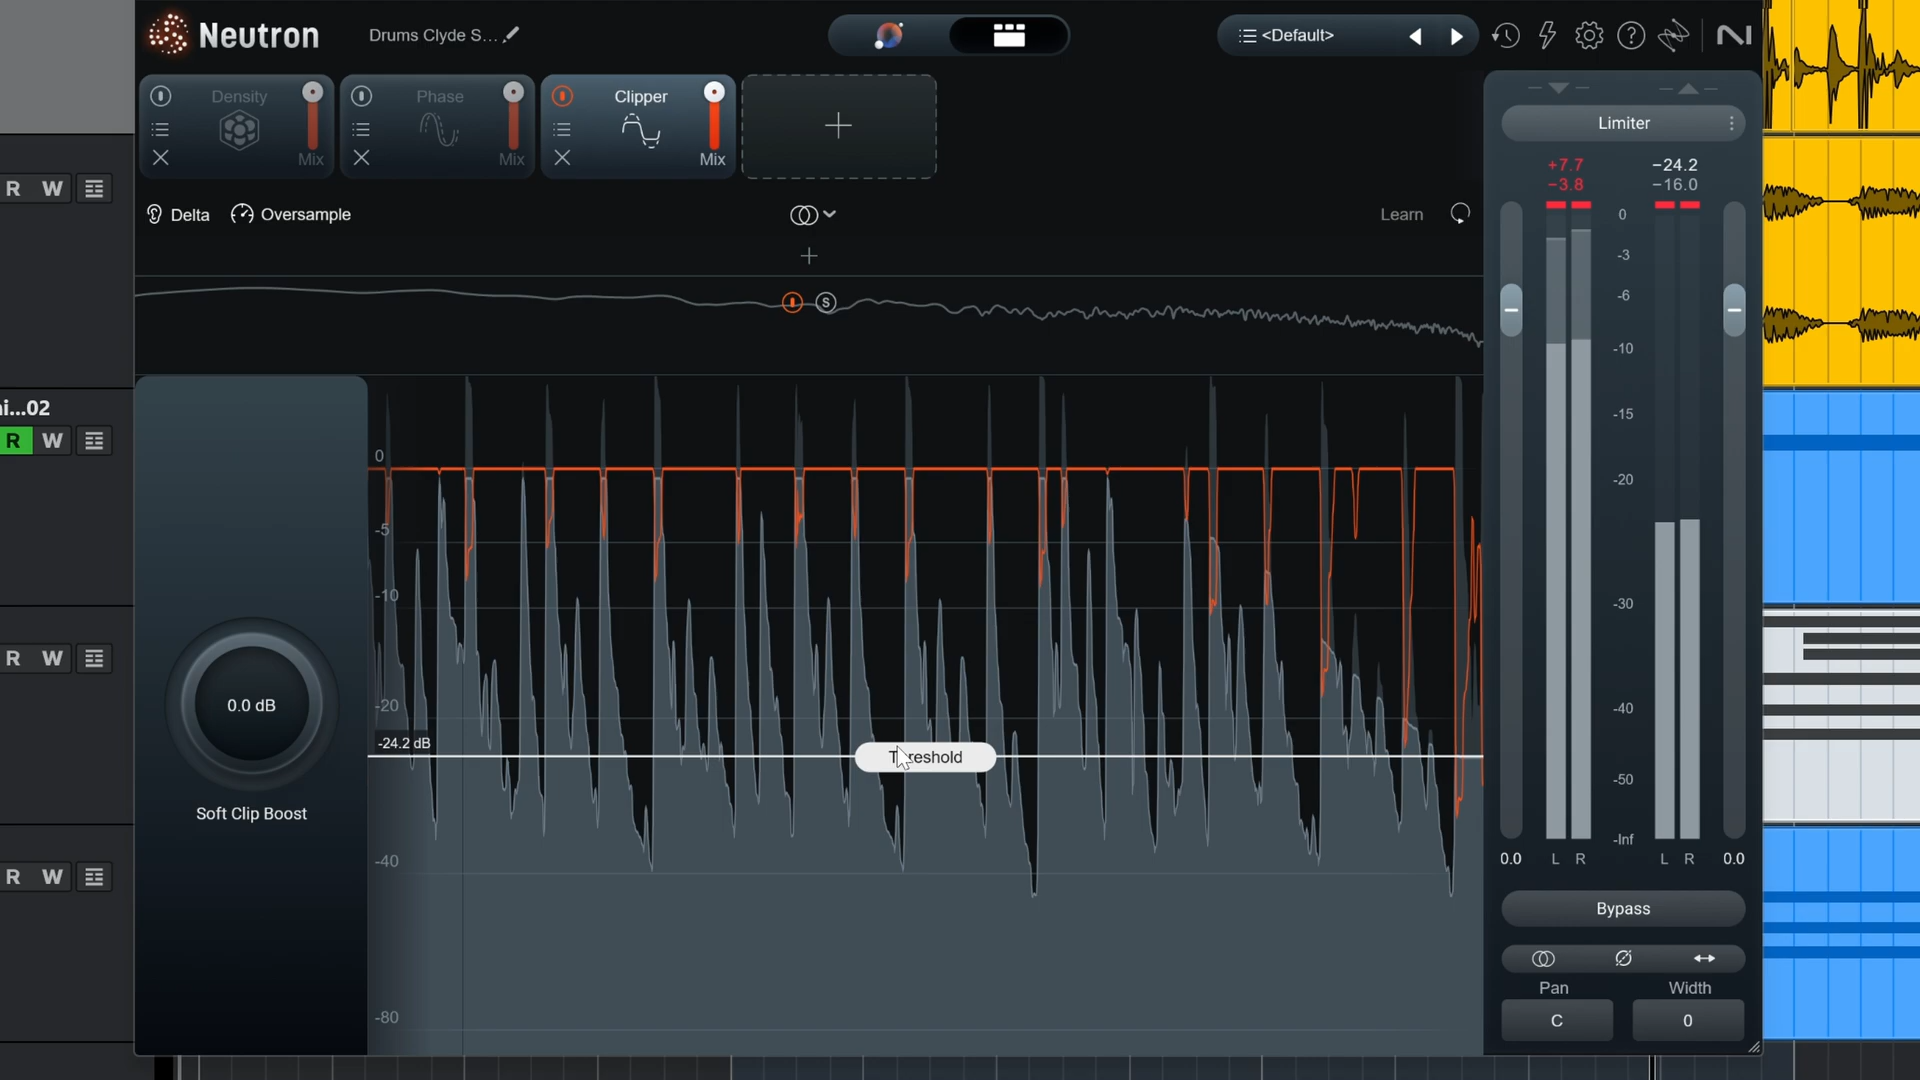 Neutron
Drums Clyde S...
<Default>
Density
Mix
Phase
Mix
Clipper
Mix
Limiter
+7.7
-3.8
-24.2
-16.0
Delta
Oversample
Learn
S
0
-3
-6
-10
-15
-20
-30
-40
-50
-Inf
0.0
L
R
L
R
0.0
0
-5
-10
-20
-24.2 dB
-40
-80
0.0 dB
Soft Clip Boost
Bypass
Pan
Width
C
0
R W
i...02
R W
R W
R W